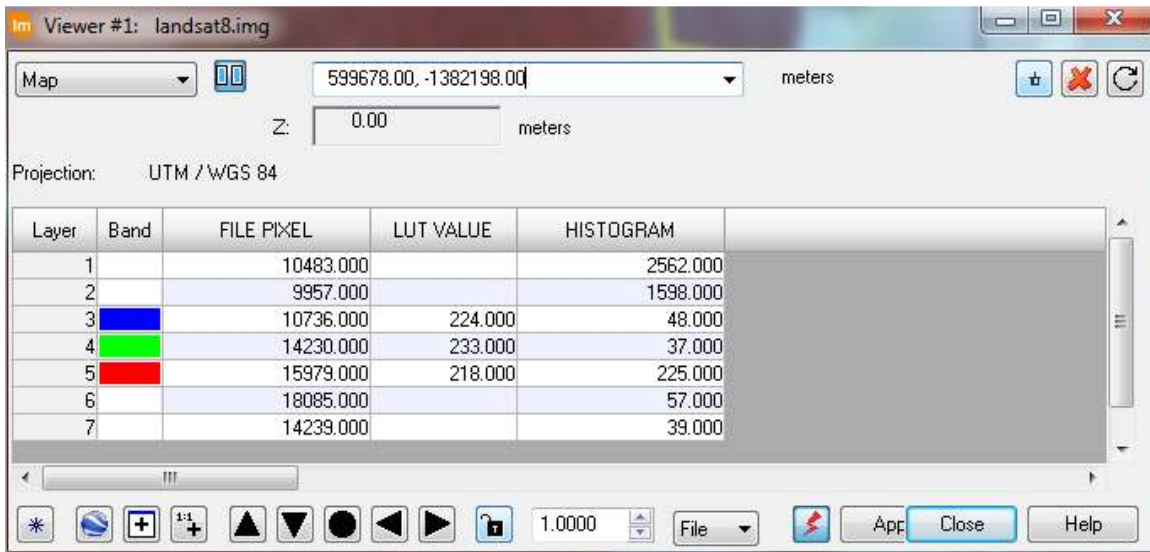 Im Viewer #1: landsat8.img
Map 599678.00, -1382198.00 meters
Z: 0.00 meters
Projection: UTM / WGS 84
Layer Band FILE PIXEL LUT VALUE HISTOGRAM
1 10483.000 2562.000
2 9957.000 1598.000
3 10736.000 224.000 48.000
4 14230.000 233.000 37.000
5 15979.000 218.000 225.000
6 18085.000 57.000
7 14239.000 39.000
1:1 T 1.0000 File App Close Help